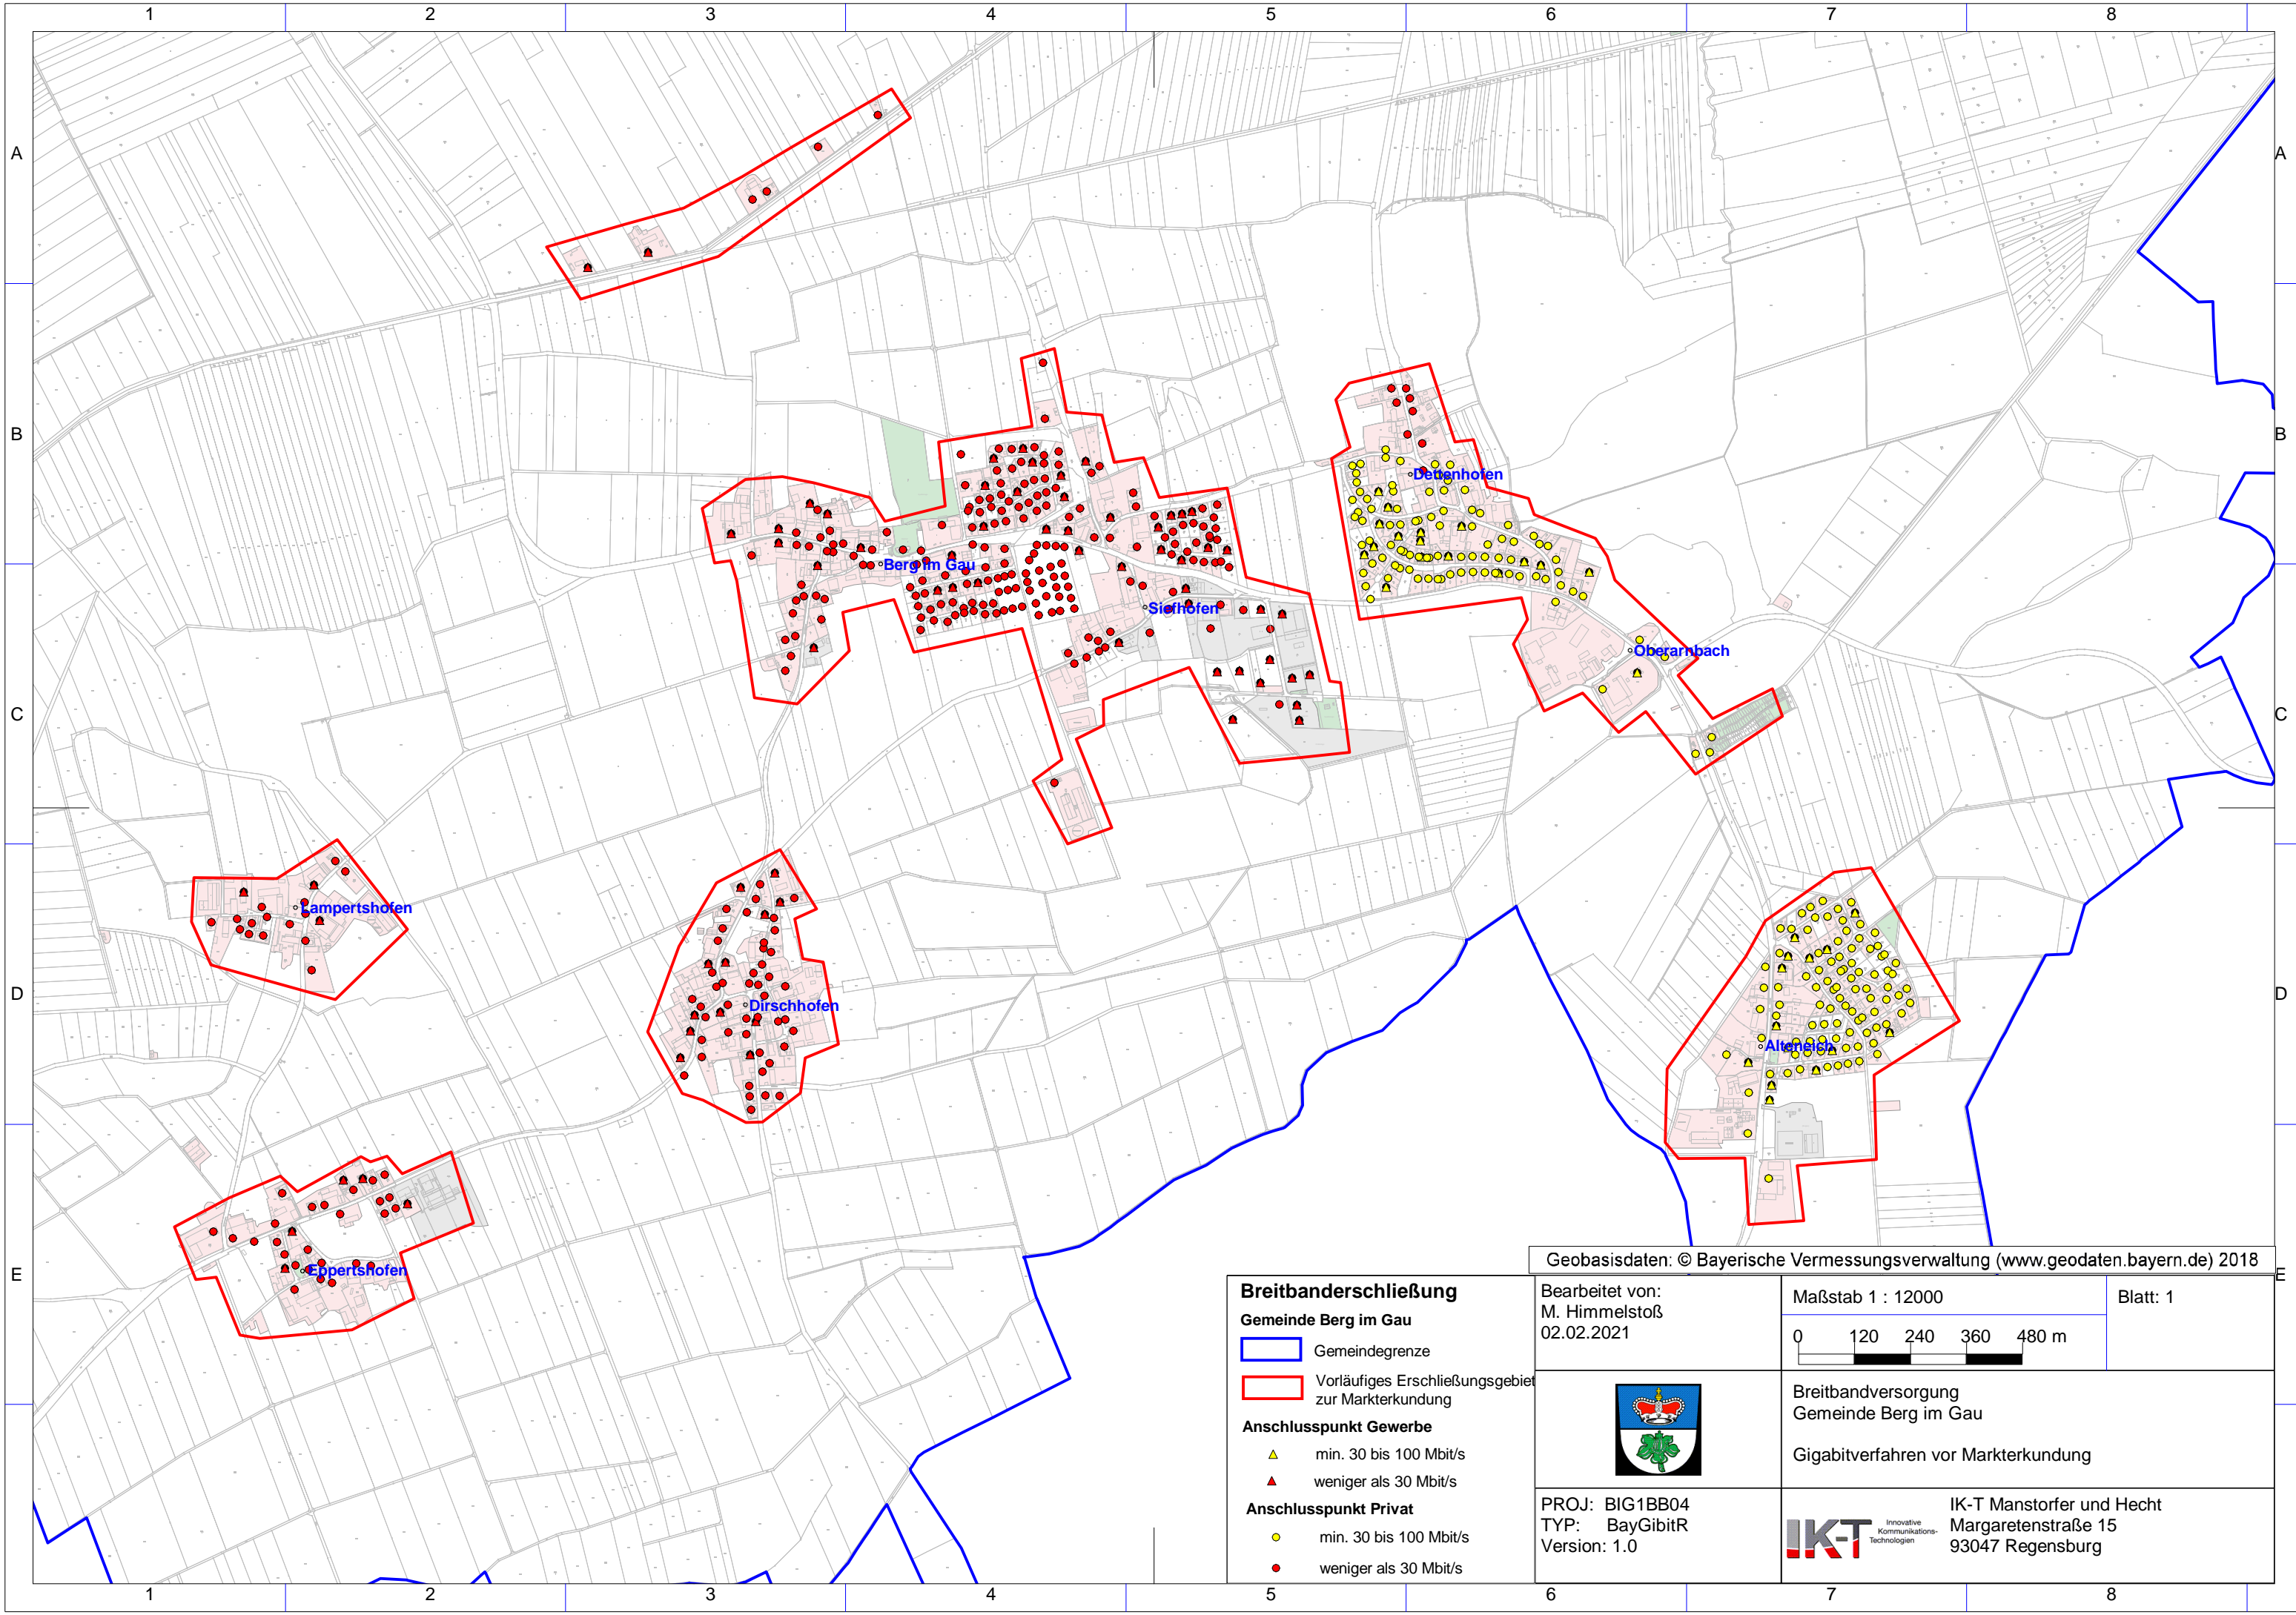 1 2 3 4 5 6 7 8
A A
B B
Dettenhofen
Berg im Gau
Siefhofen
Oberarnbach
C C
Lampertshofen
D D
Dirschhofen
Alteneich
Eppertshofen
E E
Geobasisdaten: © Bayerische Vermessungsverwaltung (www.geodaten.bayern.de) 2018
Breitbanderschließung
Gemeinde Berg im Gau
Gemeindegrenze
Vorläufiges Erschließungsgebiet
zur Markterkundung
Anschlusspunkt Gewerbe
min. 30 bis 100 Mbit/s
weniger als 30 Mbit/s
Anschlusspunkt Privat
min. 30 bis 100 Mbit/s
weniger als 30 Mbit/s
Bearbeitet von:
M. Himmelstoß
02.02.2021
Maßstab 1 : 12000
0 120 240 360 480 m
Blatt: 1
Breitbandversorgung
Gemeinde Berg im Gau
Gigabitverfahren vor Markterkundung
PROJ: BIG1BB04
TYP: BayGibitR
Version: 1.0
IK-T
Innovative
Kommunikations-
Technologien
IK-T Manstorfer und Hecht
Margaretenstraße 15
93047 Regensburg
1 2 3 4 5 6 7 8